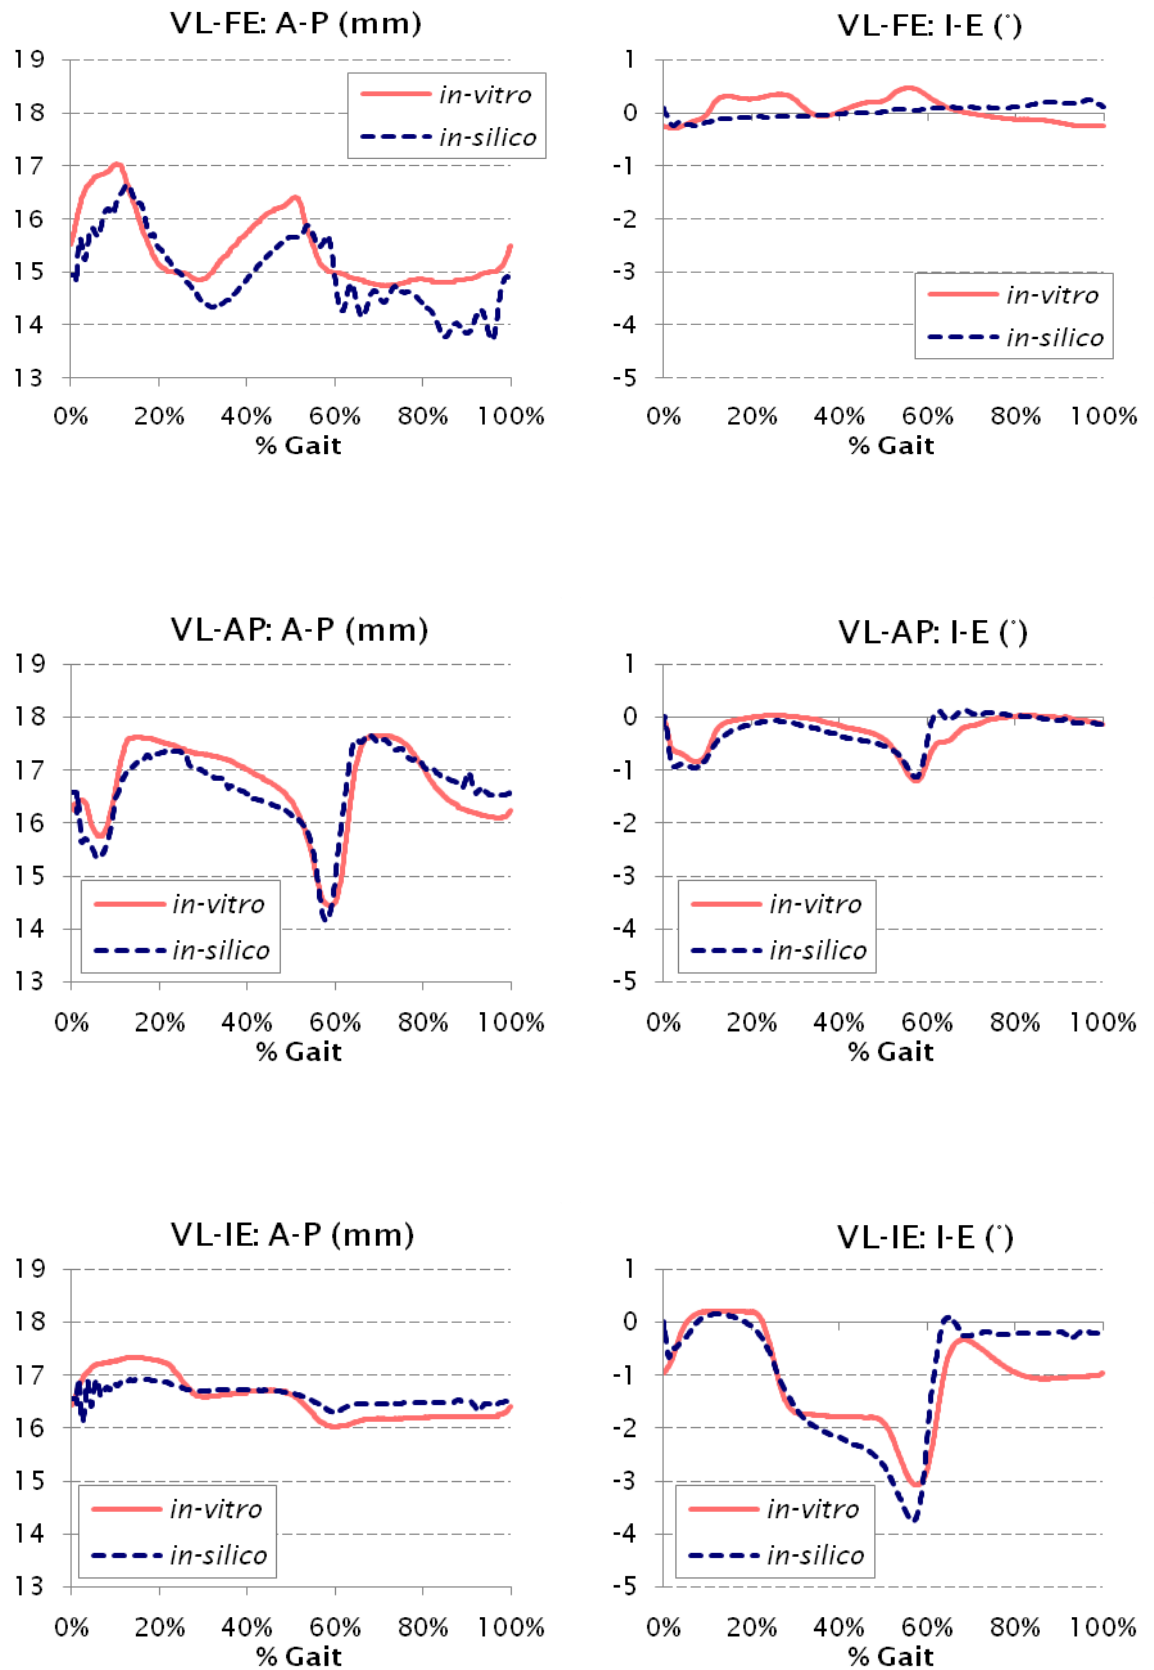 VL-FE: A-P (mm)
19
18
17
16
15
14
13
in-vitro
in-silico
0% 20% 40% 60% 80% 100%
% Gait
VL-FE: I-E (°)
1
0
-1
-2
-3
-4
-5
in-vitro
in-silico
0% 20% 40% 60% 80% 100%
% Gait
VL-AP: A-P (mm)
19
18
17
16
15
14
13
in-vitro
in-silico
0% 20% 40% 60% 80% 100%
% Gait
VL-AP: I-E (°)
1
0
-1
-2
-3
-4
-5
in-vitro
in-silico
0% 20% 40% 60% 80% 100%
% Gait
VL-IE: A-P (mm)
19
18
17
16
15
14
13
in-vitro
in-silico
0% 20% 40% 60% 80% 100%
% Gait
VL-IE: I-E (°)
1
0
-1
-2
-3
-4
-5
in-vitro
in-silico
0% 20% 40% 60% 80% 100%
% Gait